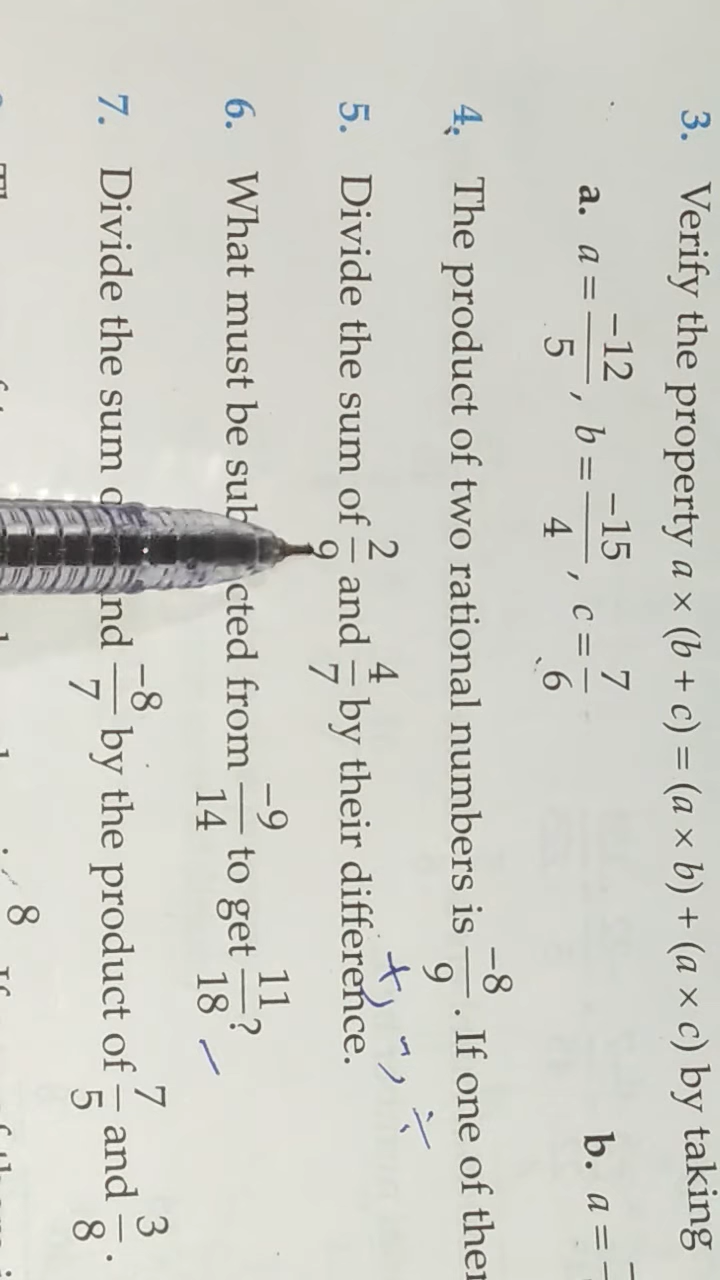 3. Verify the property a × (b + c) = (a × b) + (a × c) by taking
a. a = -12/5, b = -15/4, c = 7/6 b. a =
4. The product of two rational numbers is -8/9. If one of
5. Divide the sum of 2/9 and 4/7 by their difference.
+, -, ÷
6. What must be sub cted from -9/14 to get 11/18?
7. Divide the sum nd -8/7 by the product of 7/5 and 3/8.
8